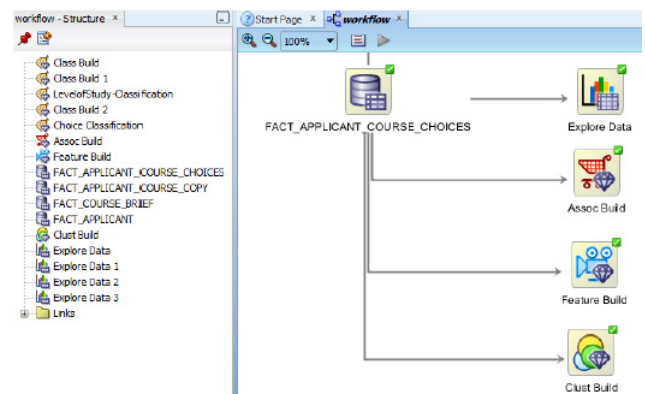 workflow - Structure
Start Page
workflow
100%
Class Build
Class Build 1
LevelofStudy-Classification
Class Build 2
Choice Classification
Assoc Build
Feature Build
FACT_APPLICANT_COURSE_CHOICES
FACT_APPLICANT_COURSE_COPY
FACT_COURSE_BRIEF
FACT_APPLICANT
Clust Build
Explore Data
Explore Data 1
Explore Data 2
Explore Data 3
Links
FACT_APPLICANT_COURSE_CHOICES
Explore Data
Assoc Build
Feature Build
Clust Build